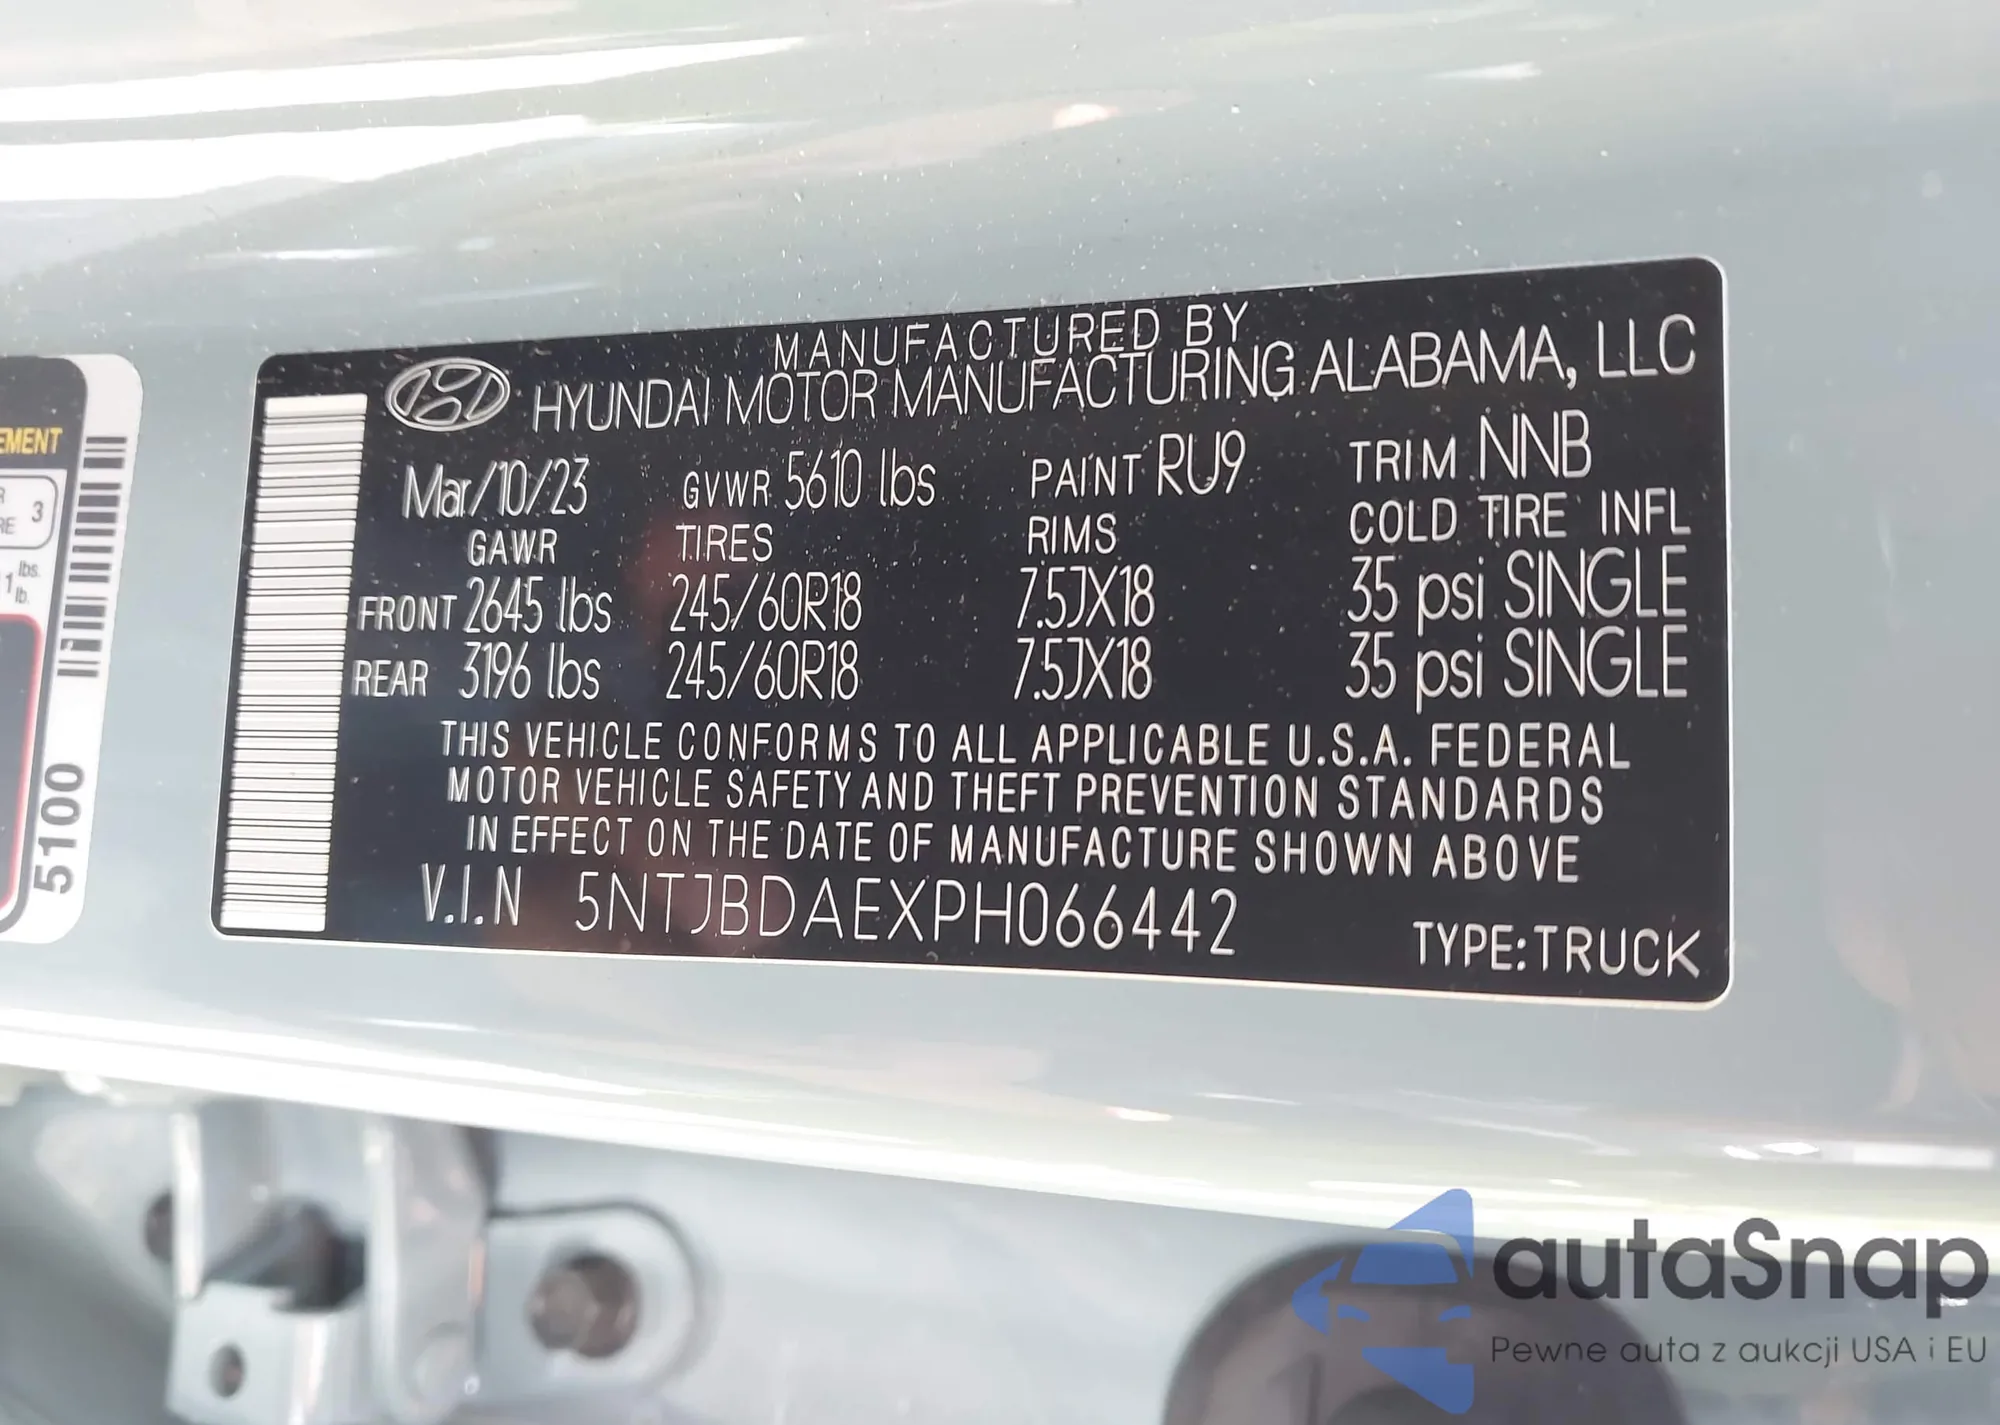 MANUFACTURED BY
HYUNDAI MOTOR MANUFACTURING ALABAMA, LLC
Mar/10/23 GVWR 5610 lbs PAINT RU9 TRIM NNB
GAWR TIRES RIMS COLD TIRE INFL
FRONT 2645 lbs 245/60R18 7.5JX18 35 psi SINGLE
REAR 3196 lbs 245/60R18 7.5JX18 35 psi SINGLE
THIS VEHICLE CONFORMS TO ALL APPLICABLE U.S.A. FEDERAL
MOTOR VEHICLE SAFETY AND THEFT PREVENTION STANDARDS
IN EFFECT ON THE DATE OF MANUFACTURE SHOWN ABOVE
V.I.N 5NTJBDAEXPH066442
TYPE:TRUCK
3
lbs.
lb.
5100
autaSnap
Pewne auta z aukcji USA i EU